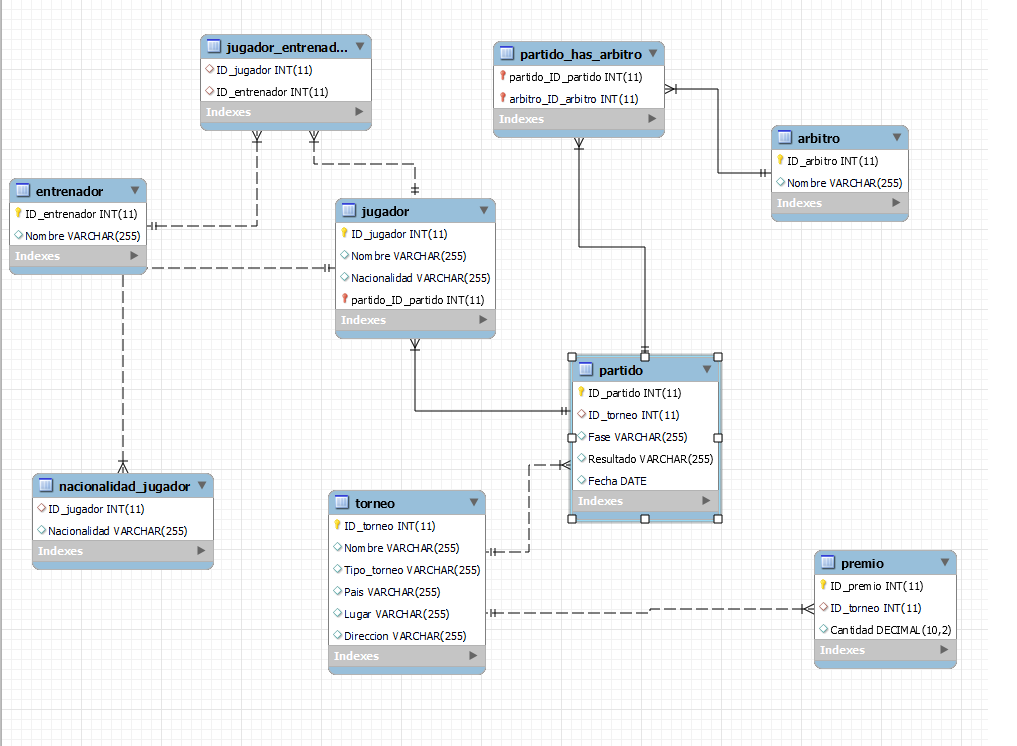 jugador_entrenad...
ID_jugador INT(11)
ID_entrenador INT(11)
Indexes
partido_has_arbitro
partido_ID_partido INT(11)
arbitro_ID_arbitro INT(11)
Indexes
arbitro
ID_arbitro INT(11)
Nombre VARCHAR(255)
Indexes
entrenador
ID_entrenador INT(11)
Nombre VARCHAR(255)
Indexes
jugador
ID_jugador INT(11)
Nombre VARCHAR(255)
Nacionalidad VARCHAR(255)
partido_ID_partido INT(11)
Indexes
partido
ID_partido INT(11)
ID_torneo INT(11)
Fase VARCHAR(255)
Resultado VARCHAR(255)
Fecha DATE
Indexes
nacionalidad_jugador
ID_jugador INT(11)
Nacionalidad VARCHAR(255)
Indexes
torneo
ID_torneo INT(11)
Nombre VARCHAR(255)
Tipo_torneo VARCHAR(255)
Pais VARCHAR(255)
Lugar VARCHAR(255)
Direccion VARCHAR(255)
Indexes
premio
ID_premio INT(11)
ID_torneo INT(11)
Cantidad DECIMAL(10,2)
Indexes